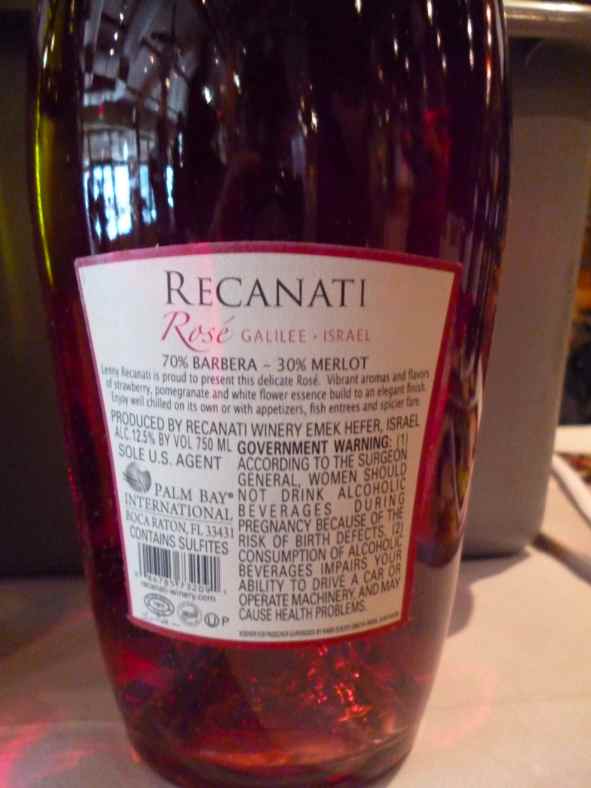 RECANATI
Rosé GALILEE · ISRAEL
70% BARBERA ~ 30% MERLOT
Lenny Recanati is proud to present this delicate Rosé. Vibrant aromas and flavors
of strawberry, pomegranate and white flower essence build to an elegant finish.
Enjoy well chilled on its own or with appetizers, fish entrees and spicier fare.
PRODUCED BY RECANATI WINERY EMEK HEFER, ISRAEL
ALC.12.5% BY VOL 750 ML
SOLE U.S. AGENT
PALM BAY®
INTERNATIONAL
BOCA RATON, FL 33431
CONTAINS SULFITES
recanati-winery.com
U P
GOVERNMENT WARNING: (1)
ACCORDING TO THE SURGEON
GENERAL, WOMEN SHOULD
NOT DRINK ALCOHOLIC
BEVERAGES DURING
PREGNANCY BECAUSE OF THE
RISK OF BIRTH DEFECTS. (2)
CONSUMPTION OF ALCOHOLIC
BEVERAGES IMPAIRS YOUR
ABILITY TO DRIVE A CAR OR
OPERATE MACHINERY, AND MAY
CAUSE HEALTH PROBLEMS.